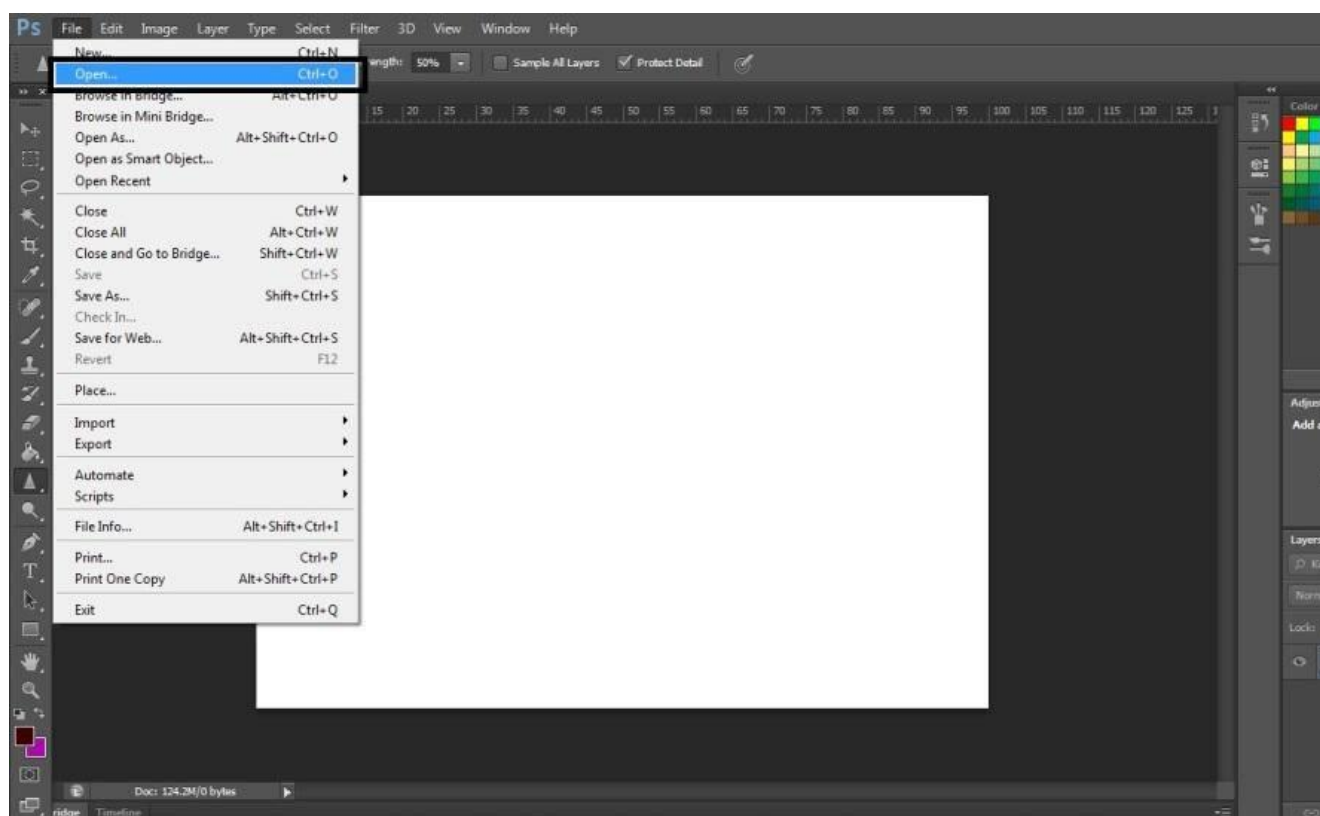 Ps File Edit Image Layer Type Select Filter 3D View Window Help
New... Ctrl+N
50% Sample All Layers Protect Detail
Open... Ctrl+O
Browse in Bridge... Alt+Ctrl+O
15 20 25 30 35 40 45 50 55 60 65 70 75 80 85 90 95 100 105 110 115 120 125
Color
Browse in Mini Bridge...
Open As... Alt+Shift+Ctrl+O
Open as Smart Object...
Open Recent
Close Ctrl+W
Close All Alt+Ctrl+W
Close and Go to Bridge... Shift+Ctrl+W
Save Ctrl+S
Save As... Shift+Ctrl+S
Check In...
Save for Web... Alt+Shift+Ctrl+S
Revert F12
Place...
Import
Export
Automate
Scripts
File Info... Alt+Shift+Ctrl+I
Print... Ctrl+P
Print One Copy Alt+Shift+Ctrl+P
Exit Ctrl+Q
Add
Layers
Lock:
Doc: 124.2M/0 bytes
Timeline